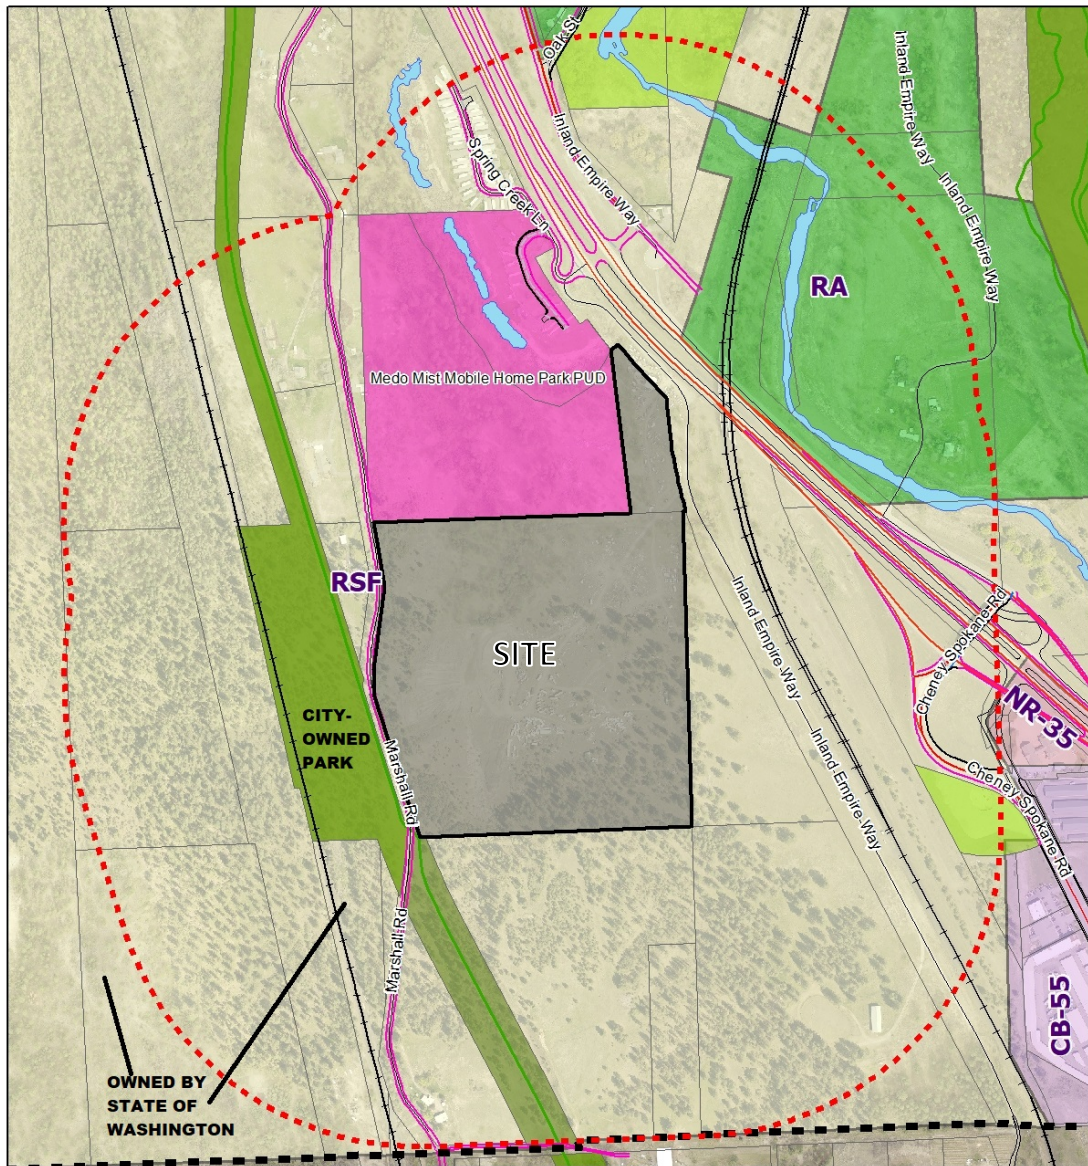 Oak St
Inland Empire Way
Inland Empire Way
Inland Empire Way
Spring Creek Ln
RA
Medo Mist Mobile Home Park PUD
RSF
SITE
Inland Empire Way
Cheney Spokane Rd
NR-35
CITY-
OWNED
PARK
Marshall Rd
Inland Empire Way
Cheney Spokane Rd
Marshall Rd
CB-55
OWNED BY
STATE OF
WASHINGTON